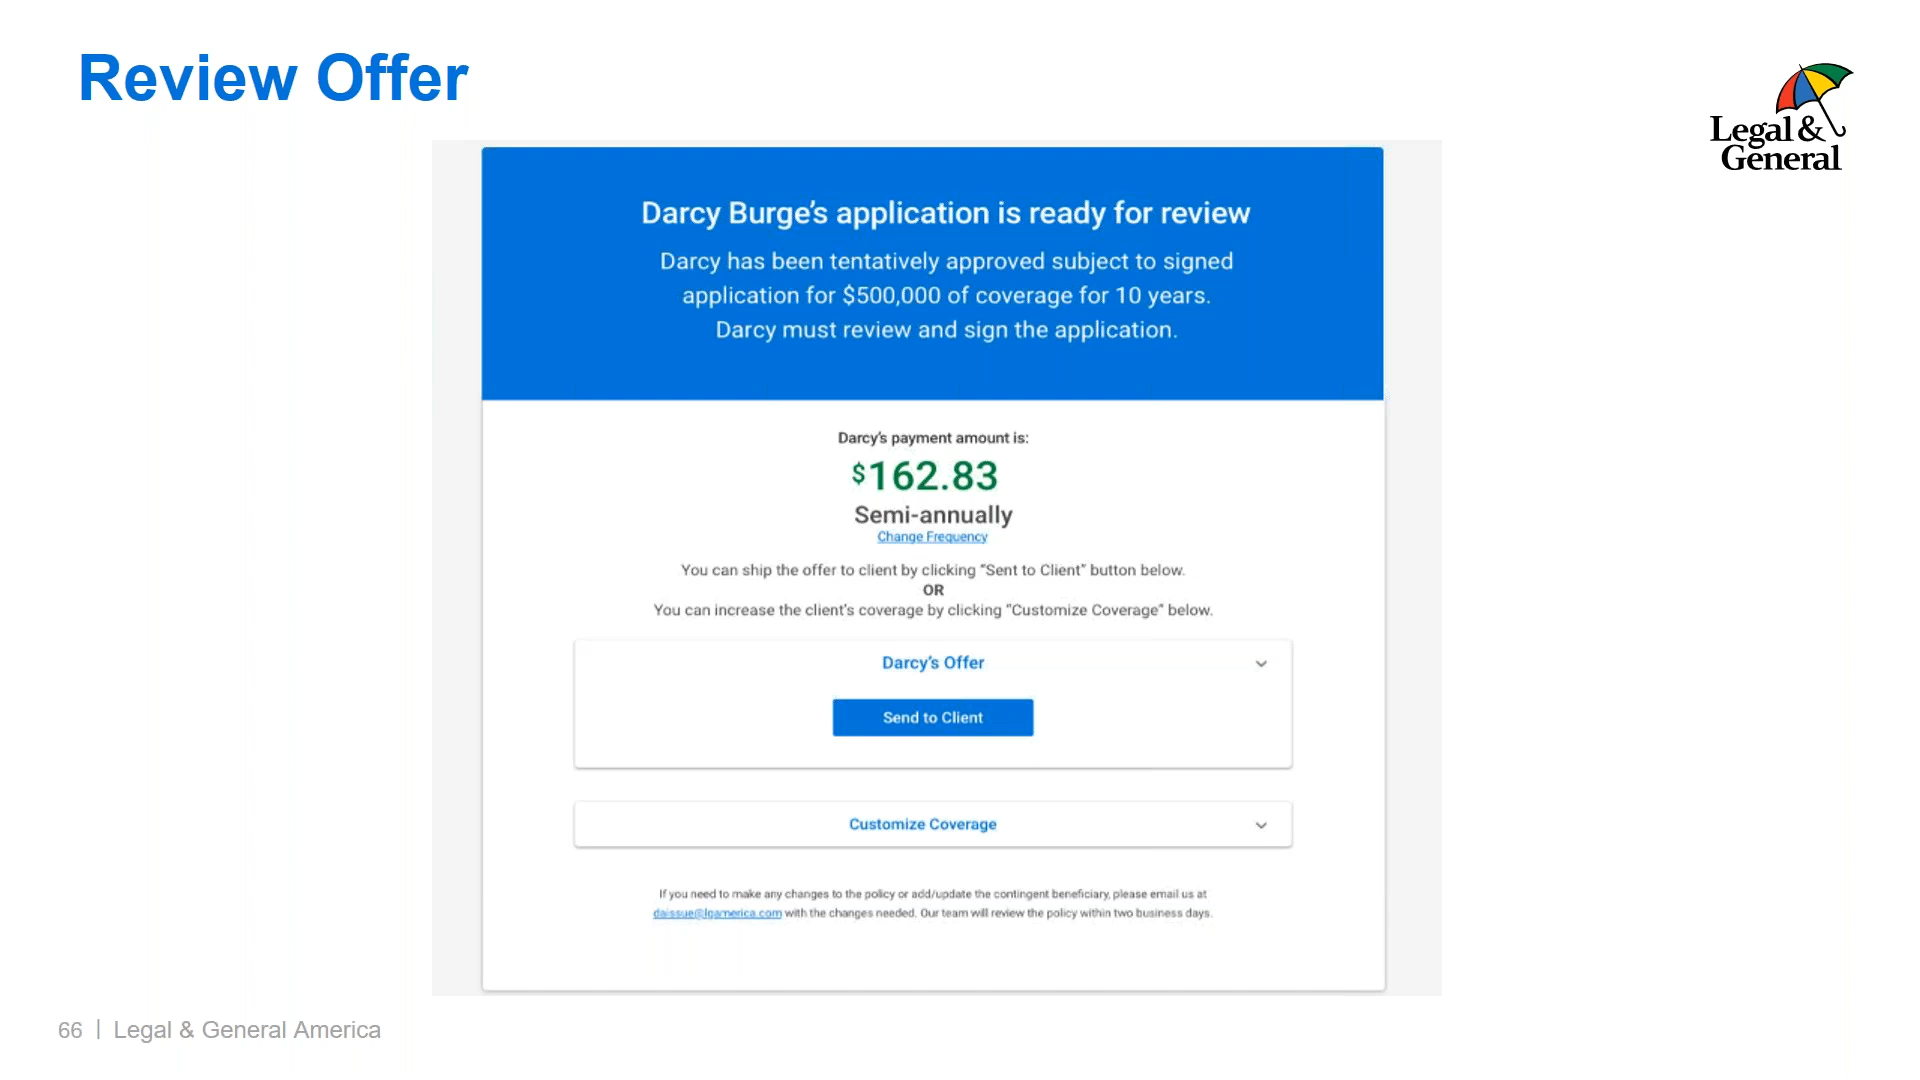 Review Offer
Legal &
General
Darcy Burge's application is ready for review
Darcy has been tentatively approved subject to signed
application for $500,000 of coverage for 10 years.
Darcy must review and sign the application.
Darcy's payment amount is:
$162.83
Semi-annually
Change Frequency
You can ship the offer to client by clicking "Sent to Client" button below.
OR
You can increase the client's coverage by clicking "Customize Coverage" below.
Darcy's Offer
Send to Client
Customize Coverage
If you need to make any changes to the policy or add/update the contingent beneficiary, please email us at
daissue@lgamerica.com with the changes needed. Our team will review the policy within two business days.
66 | Legal & General America